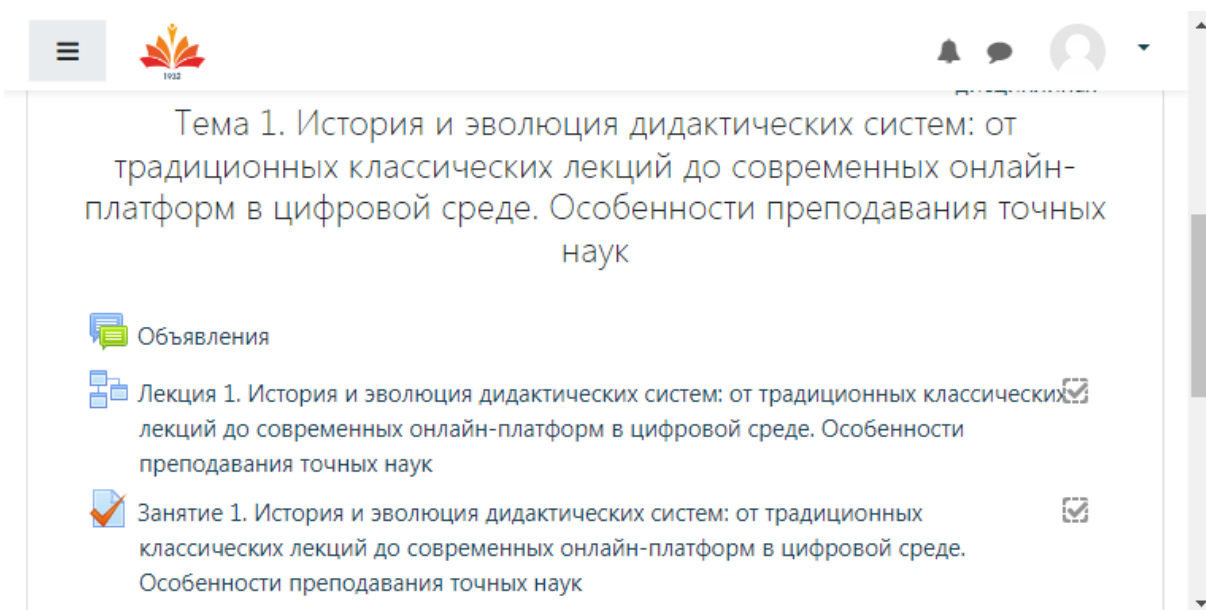 1932
Тема 1. История и эволюция дидактических систем: от
традиционных классических лекций до современных онлайн-
платформ в цифровой среде. Особенности преподавания точных
наук
Объявления
Лекция 1. История и эволюция дидактических систем: от традиционных классических
лекций до современных онлайн-платформ в цифровой среде. Особенности
преподавания точных наук
Занятие 1. История и эволюция дидактических систем: от традиционных
классических лекций до современных онлайн-платформ в цифровой среде.
Особенности преподавания точных наук